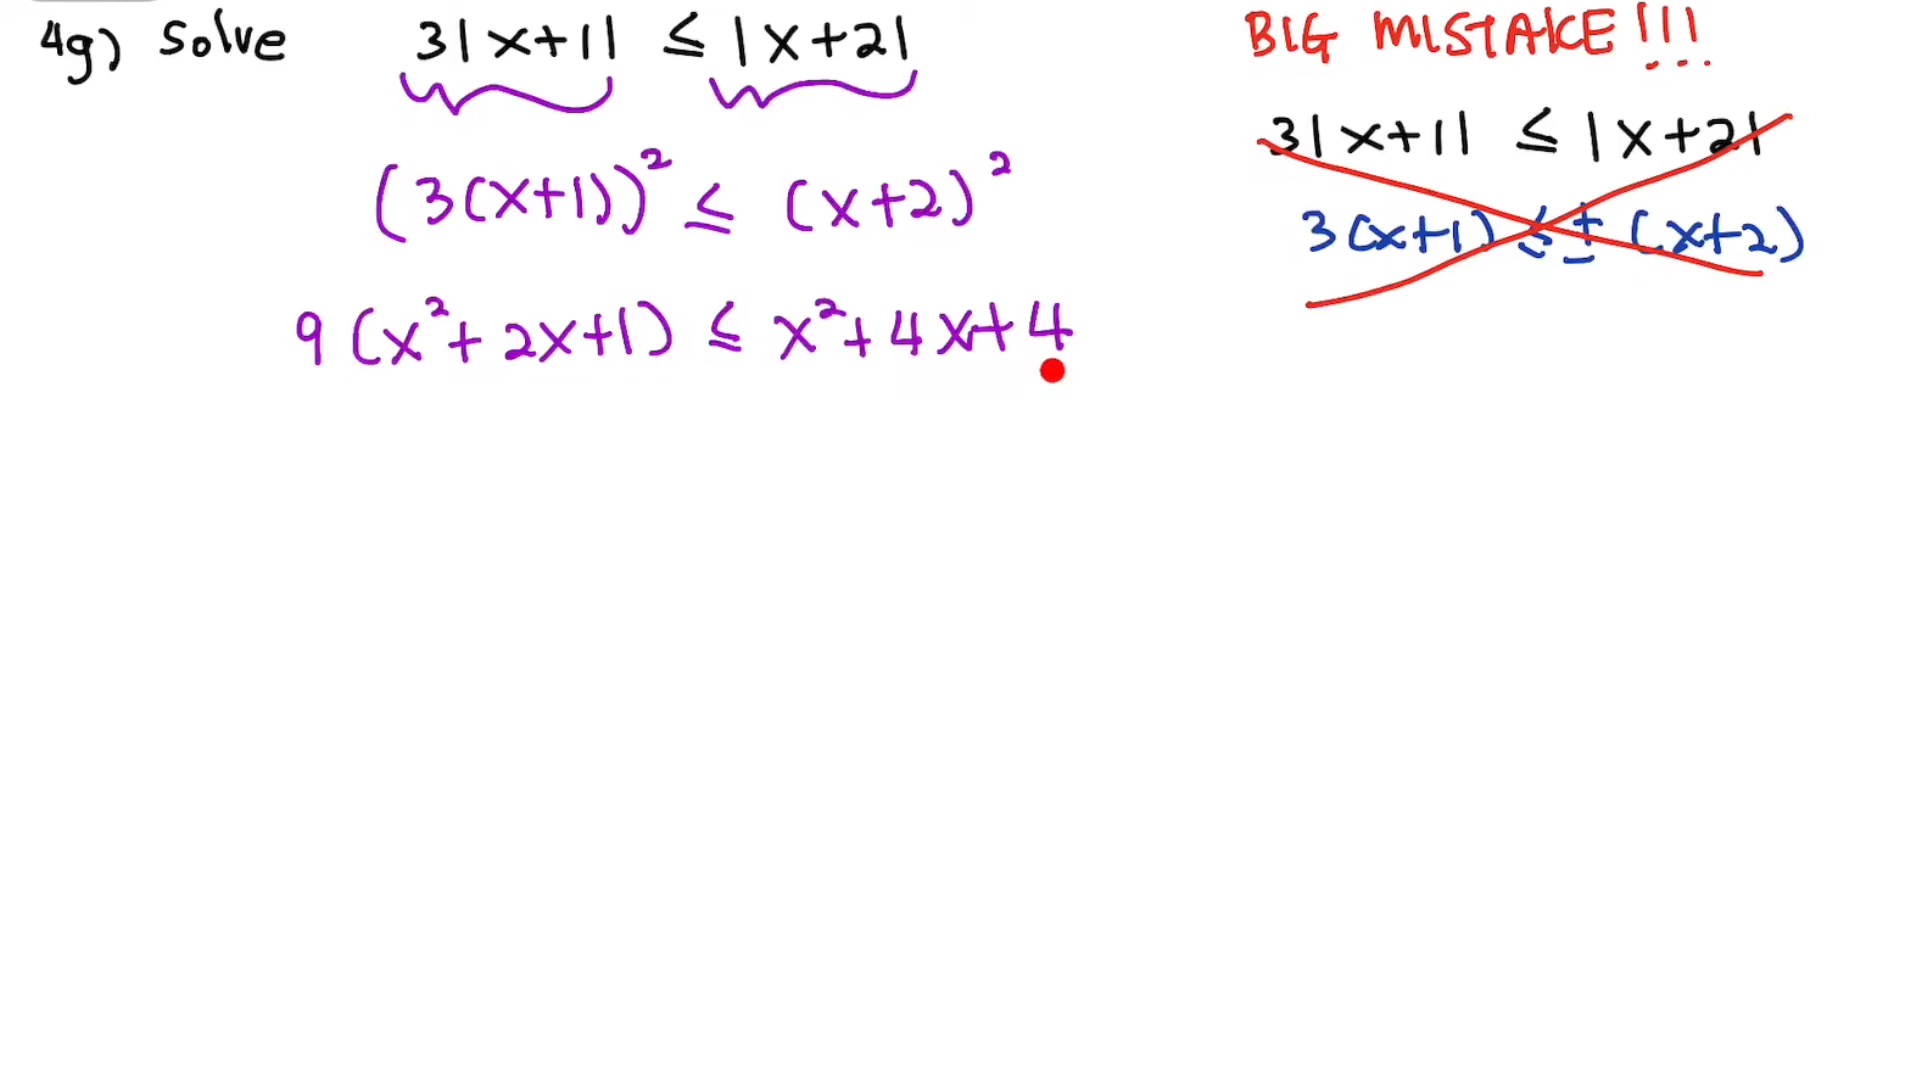 4g) Solve 3|x+1| ≤ |x+2|
(3(x+1))² ≤ (x+2)²
9(x²+2x+1) ≤ x²+4x+4
BIG MISTAKE!!!
3|x+1| ≤ |x+2|
3(x+1) ≤ ± (x+2)